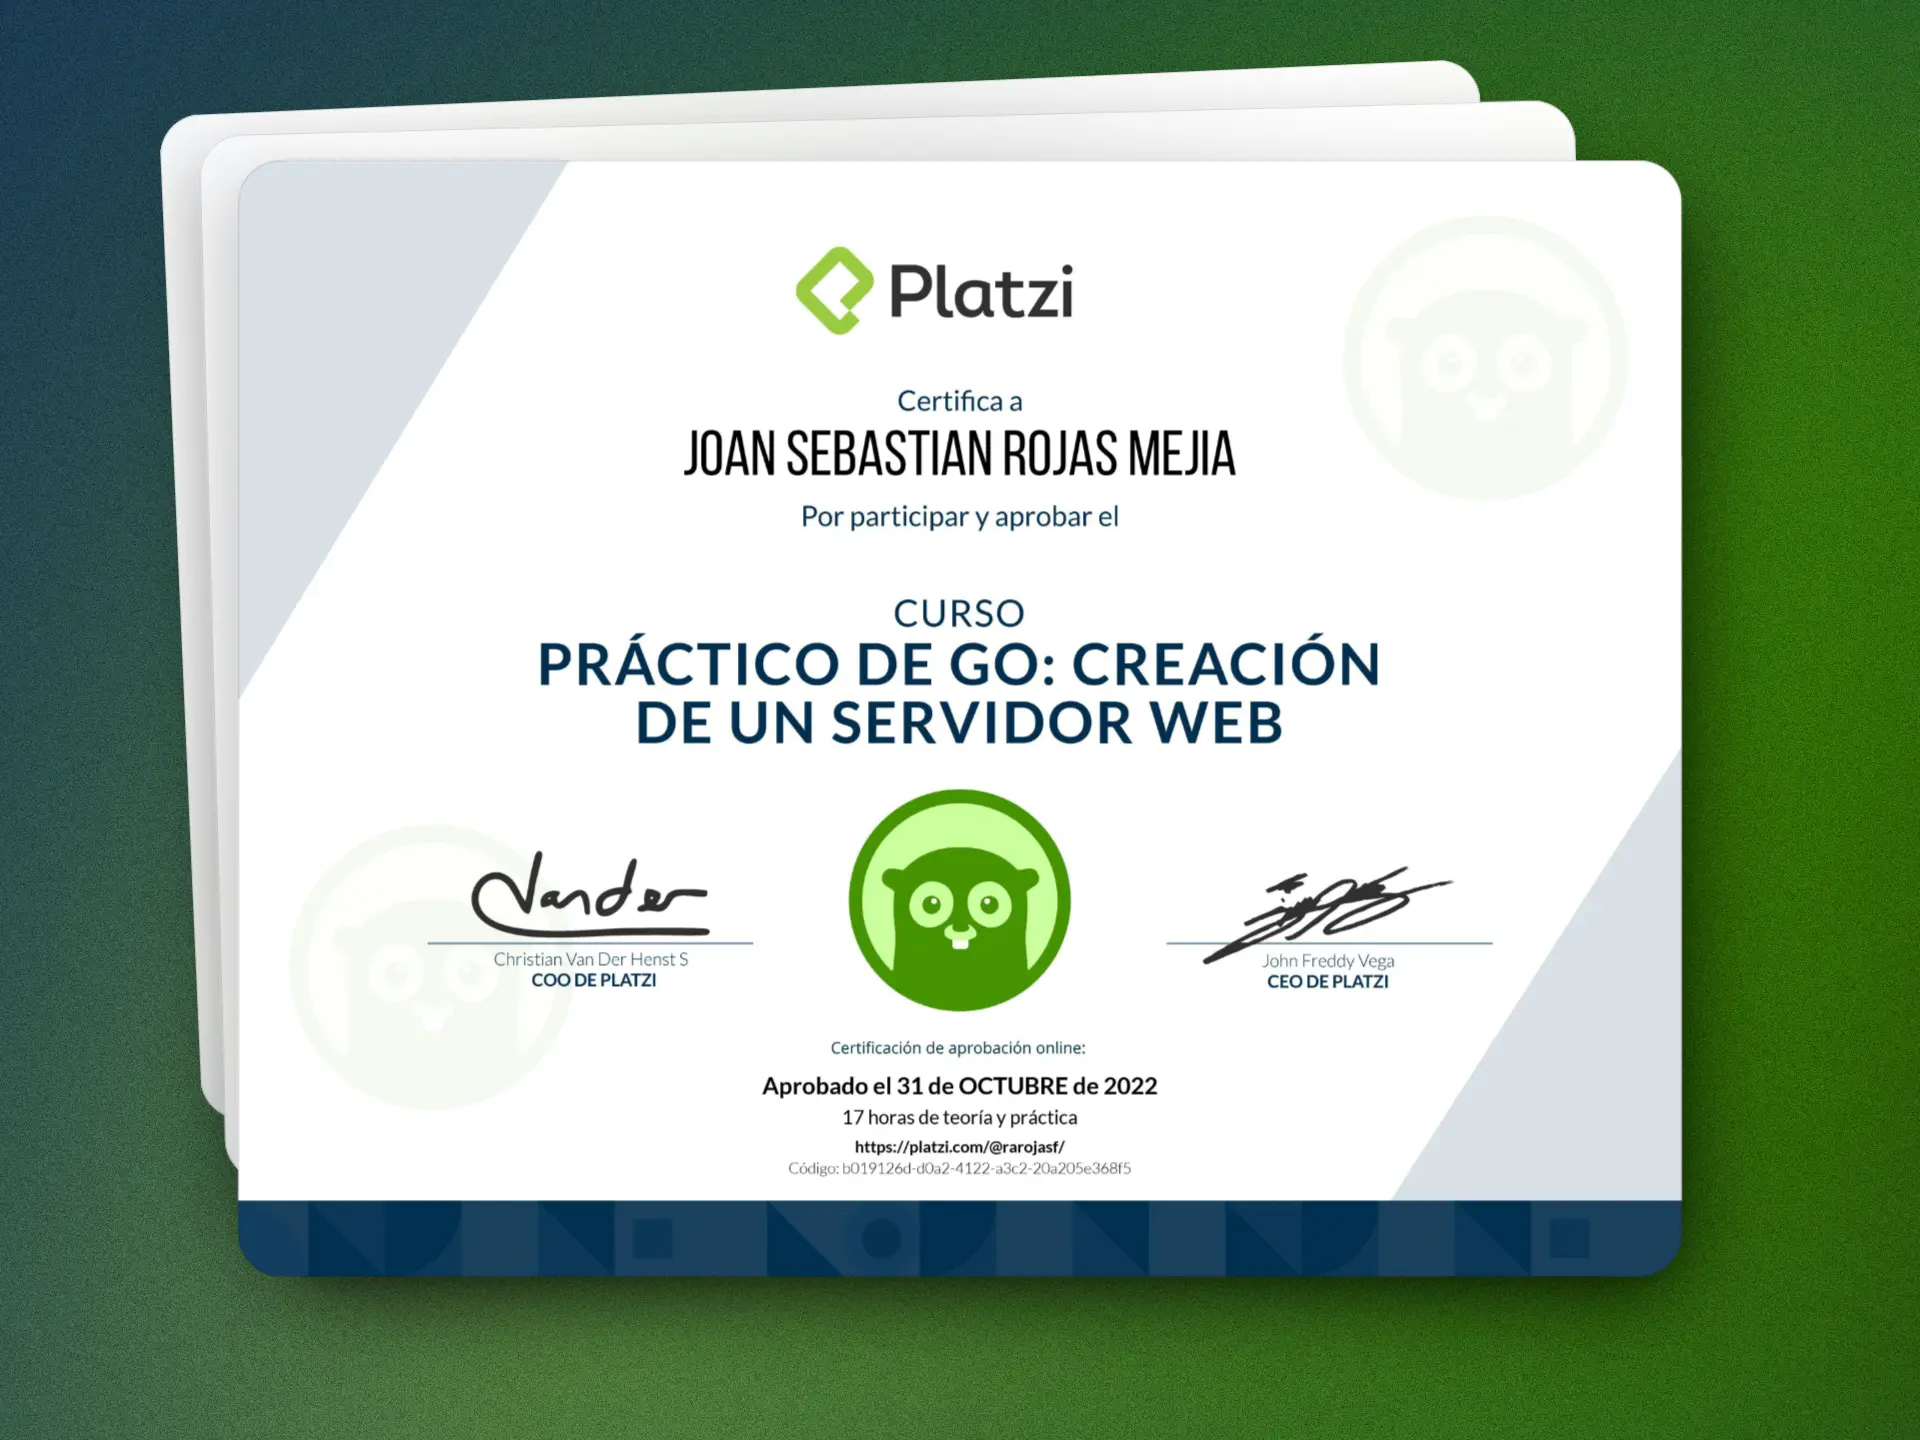 Platzi
Certifica a
JOAN SEBASTIAN ROJAS MEJIA
Por participar y aprobar el
CURSO
PRÁCTICO DE GO: CREACIÓN
DE UN SERVIDOR WEB
Vander
Christian Van Der Henst S
COO DE PLATZI
John Freddy Vega
CEO DE PLATZI
Certificación de aprobación online:
Aprobado el 31 de OCTUBRE de 2022
17 horas de teoría y práctica
https://platzi.com/@rarojasf/
Código: b019126d-d0a2-4122-a3c2-20a205e368f5